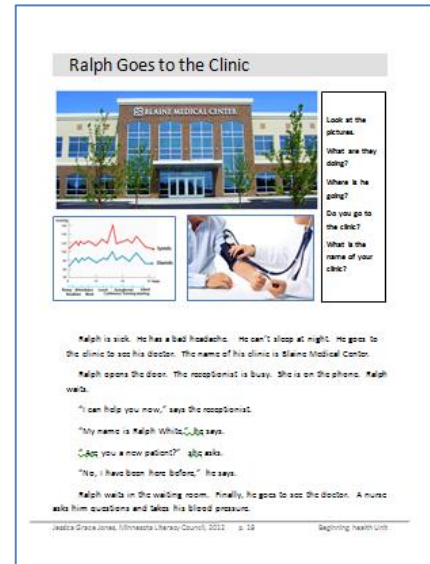 Ralph Goes to the Clinic
BLAINE MEDICAL CENTER
Look at the
pictures.
What are they
doing?
Where is he
going?
Do you go to
the clinic?
What is the
name of your
clinic?
Systolic
Diastolic
Ralph is sick. He has a bad headache. He can't sleep at night. He goes to
the clinic to see his doctor. The name of his clinic is Blaine Medical Center.
Ralph opens the door. The receptionist is busy. She is on the phone. Ralph
waits.
"I can help you now," says the receptionist.
"My name is Ralph White," he says.
"Are you a new patient?" she asks.
"No, I have been here before," he says.
Ralph waits in the waiting room. Finally, he goes to see the doctor. A nurse
asks him questions and takes his blood pressure.
Jessica Grace Jones, Minnesota Literacy Council, 2012 p. 18 Beginning Health Unit